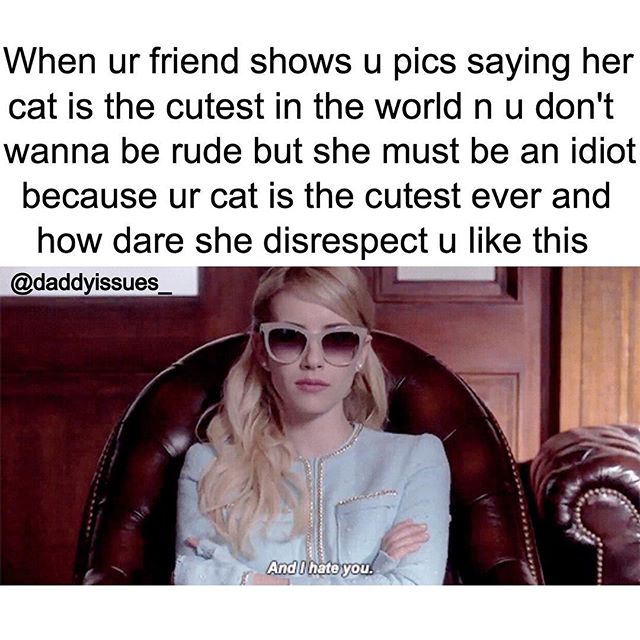 When ur friend shows u pics saying her
cat is the cutest in the world n u don't
wanna be rude but she must be an idiot
because ur cat is the cutest ever and
how dare she disrespect u like this
@daddyissues_
And I hate you.